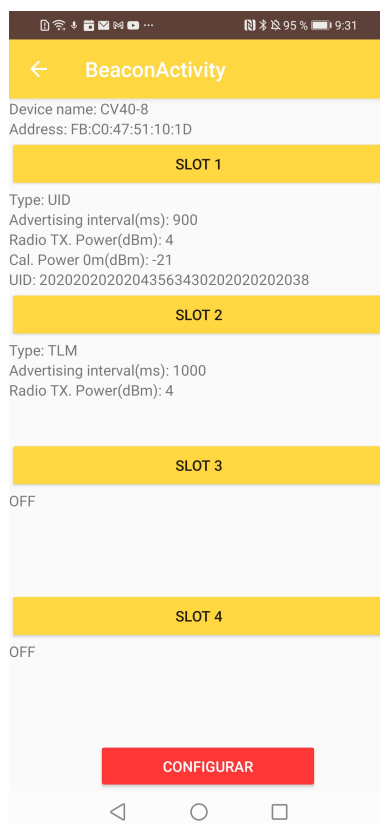 95 % 9:31
BeaconActivity
Device name: CV40-8
Address: FB:C0:47:51:10:1D
SLOT 1
Type: UID
Advertising interval(ms): 900
Radio TX. Power(dBm): 4
Cal. Power 0m(dBm): -21
UID: 20202020202043563430202020202038
SLOT 2
Type: TLM
Advertising interval(ms): 1000
Radio TX. Power(dBm): 4
SLOT 3
OFF
SLOT 4
OFF
CONFIGURAR